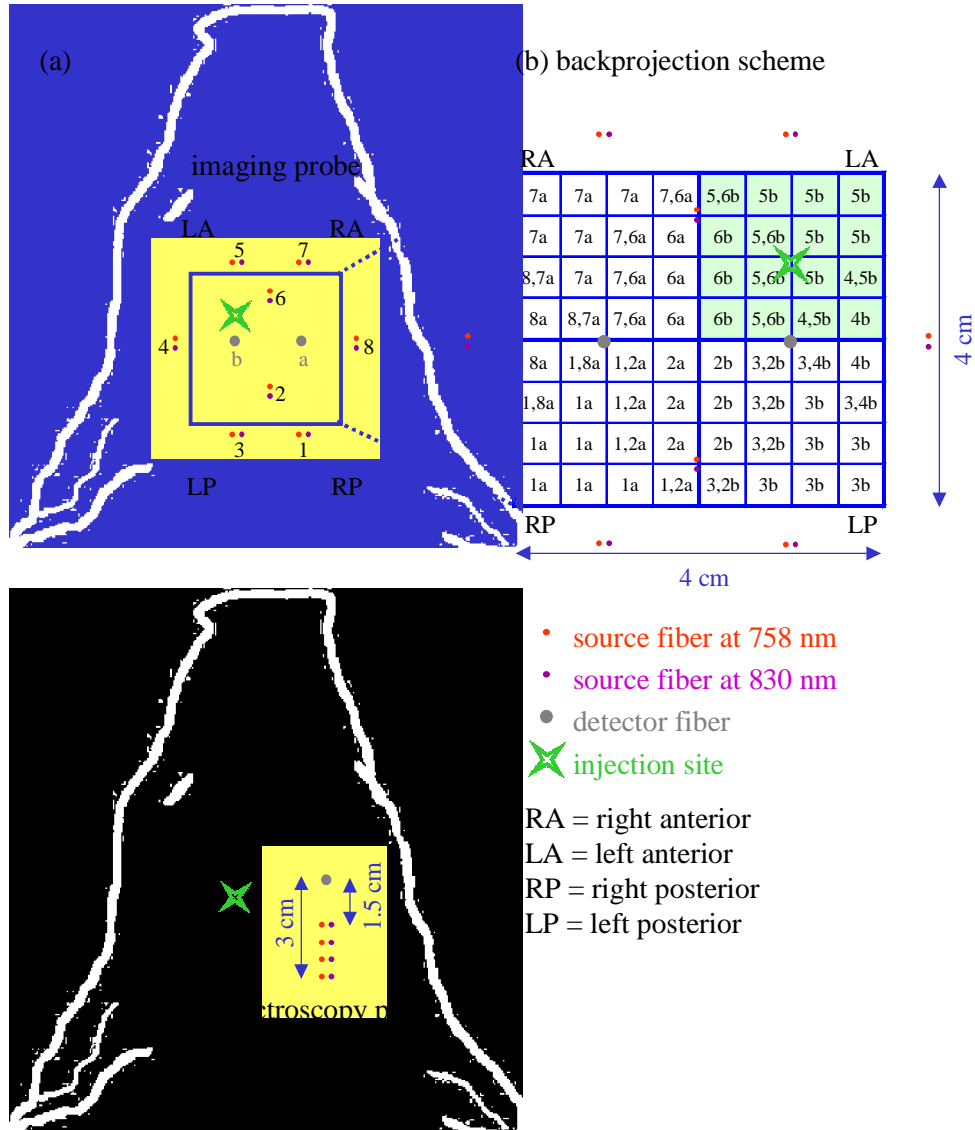 (a)
(b) backprojection scheme
imaging probe
LA RA
5 7
6
4 8
b a
2
3 1
LP RP
RA LA
7a 7a 7a 7,6a 5,6b 5b 5b 5b
7a 7a 7,6a 6a 6b 5,6b 5b 5b
8,7a 7a 7,6a 6a 6b 5,6b 5b 4,5b
8a 8,7a 7,6a 6a 6b 5,6b 4,5b 4b
8a 1,8a 1,2a 2a 2b 3,2b 3,4b 4b
1,8a 1a 1,2a 2a 2b 3,2b 3b 3,4b
1a 1a 1,2a 2a 2b 3,2b 3b 3b
1a 1a 1a 1,2a 3,2b 3b 3b 3b
RP LP
4 cm
4 cm
source fiber at 758 nm
source fiber at 830 nm
detector fiber
injection site
RA = right anterior
LA = left anterior
RP = right posterior
LP = left posterior
3 cm
1.5 cm
ctroscopy p